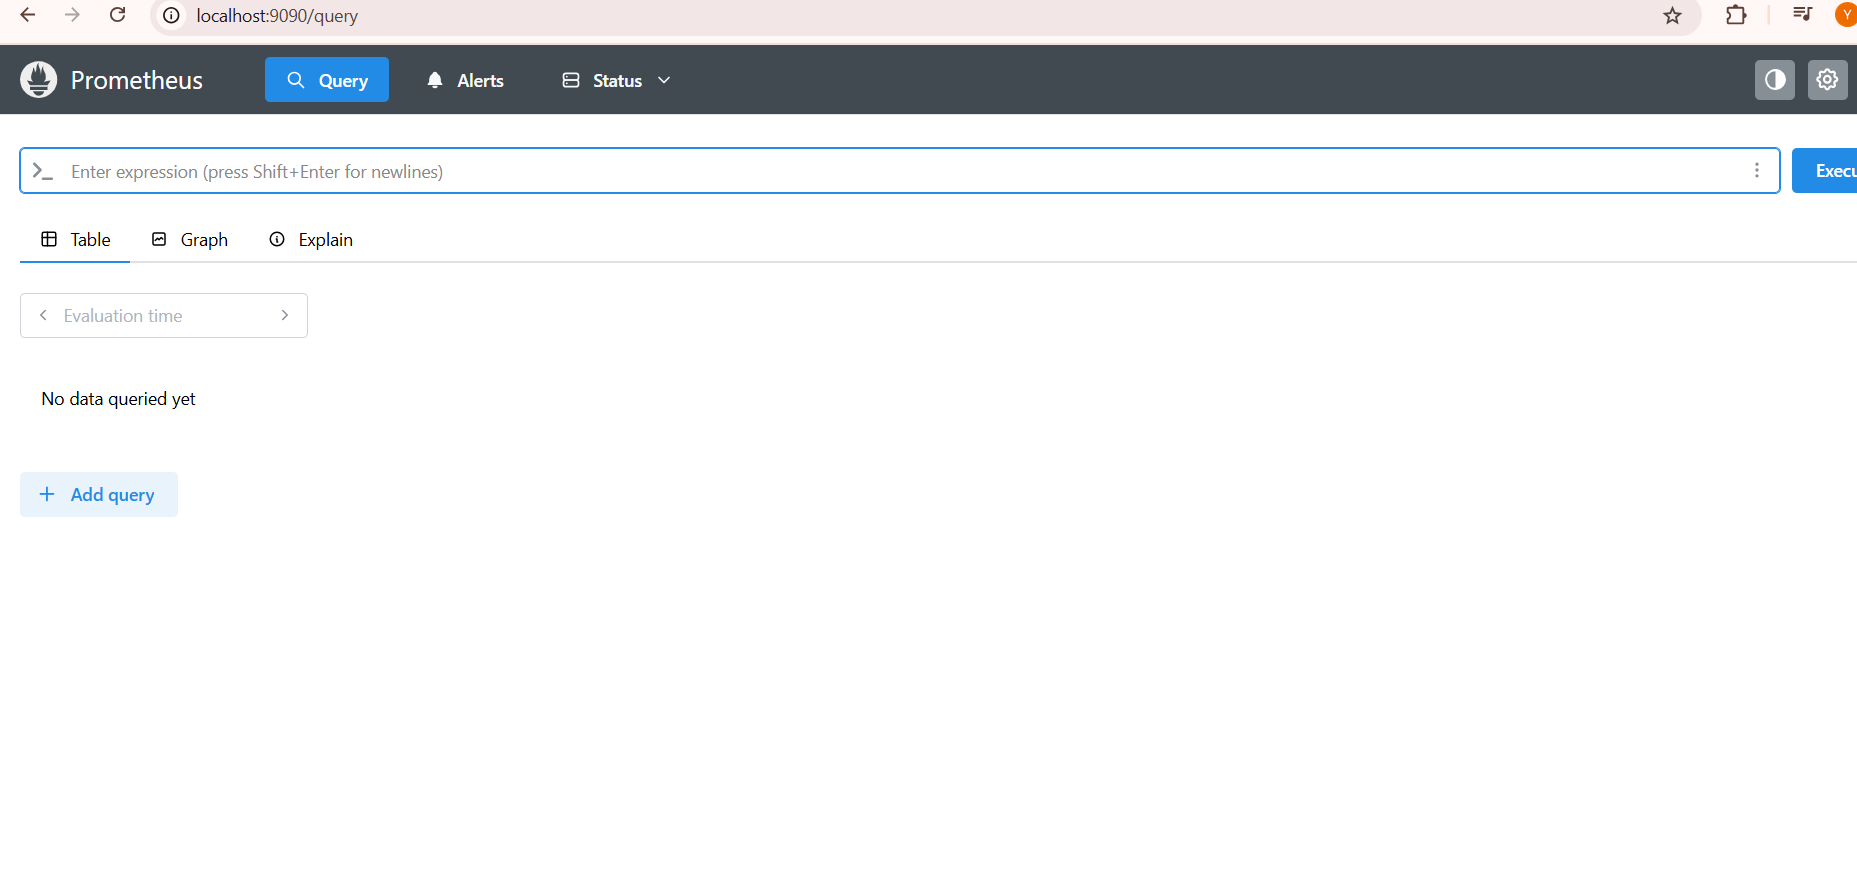 localhost:9090/query
Y
Prometheus Query Alerts Status
Enter expression (press Shift+Enter for newlines)
Execu
Table Graph Explain
Evaluation time
No data queried yet
Add query